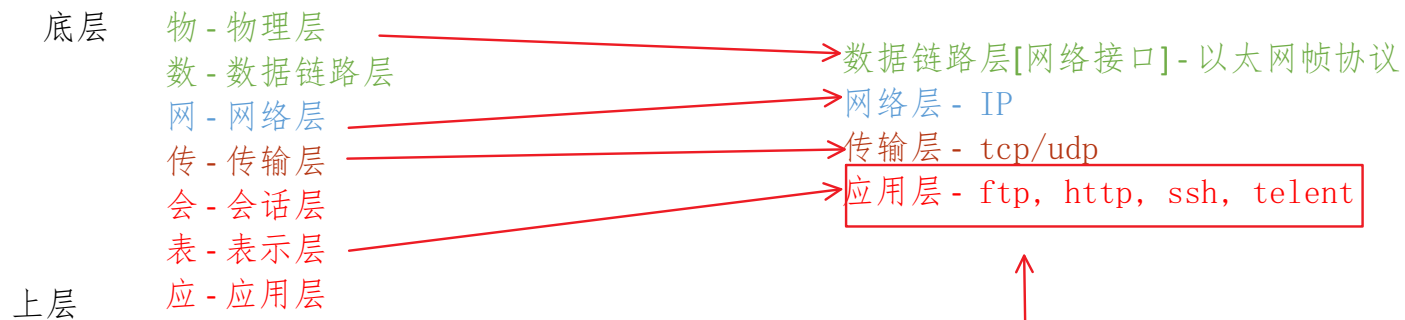 底层
物 - 物理层
数 - 数据链路层
网 - 网络层
传 - 传输层
会 - 会话层
表 - 表示层
应 - 应用层
上层
数据链路层[网络接口] - 以太网帧协议
网络层 - IP
传输层 - tcp/udp
应用层 - ftp, http, ssh, telent